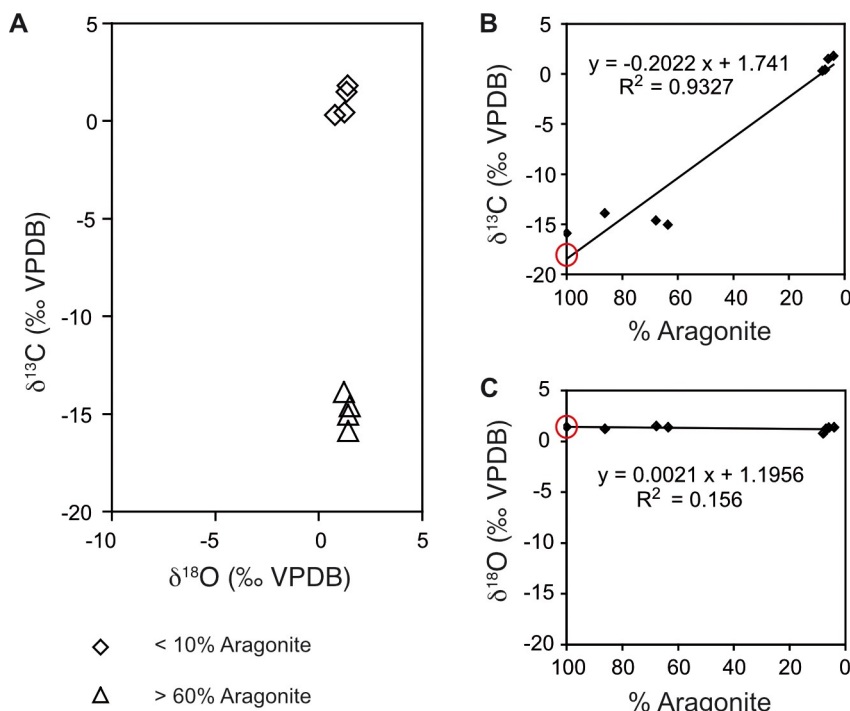 A
5
0
-5
-10
-15
-20
-10
-5
0
5
δ13C (‰ VPDB)
δ18O (‰ VPDB)
< 10% Aragonite
> 60% Aragonite
B
5
0
-5
-10
-15
-20
100
80
60
20
0
y = -0.2022 x + 1.741
R2 = 0.9327
δ13C (‰ VPDB)
% Aragonite
C
5
0
-5
-10
-15
-20
100
80
60
20
0
y = 0.0021 x + 1.1956
R2 = 0.156
δ18O (‰ VPDB)
% Aragonite